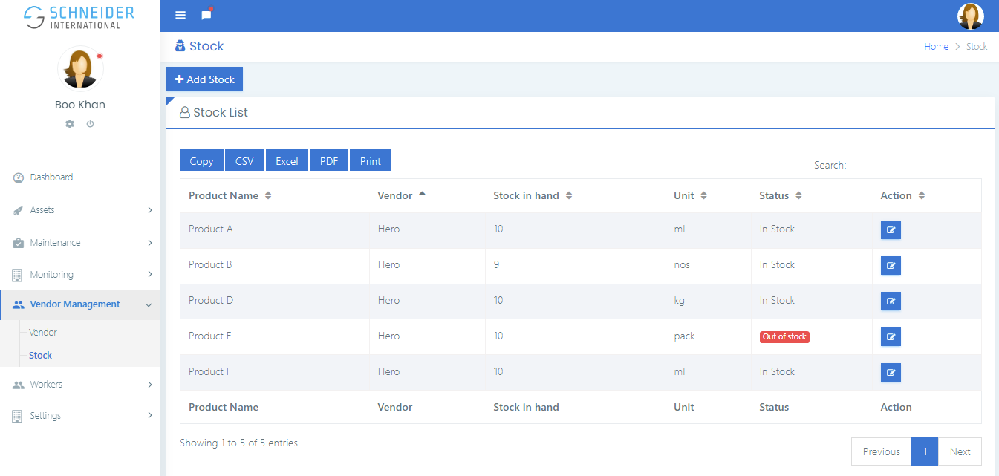 SCHNEIDER
INTERNATIONAL
Boo Khan
Dashboard
Assets
Maintenance
Monitoring
Vendor Management
Vendor
Stock
Workers
Settings
Stock
Home > Stock
+ Add Stock
Stock List
Copy CSV Excel PDF Print
Search:
Product Name Vendor Stock in hand Unit Status Action
Product A Hero 10 ml In Stock
Product B Hero 9 nos In Stock
Product D Hero 10 kg In Stock
Product E Hero 10 pack Out of stock
Product F Hero 10 ml In Stock
Product Name Vendor Stock in hand Unit Status Action
Showing 1 to 5 of 5 entries
Previous 1 Next